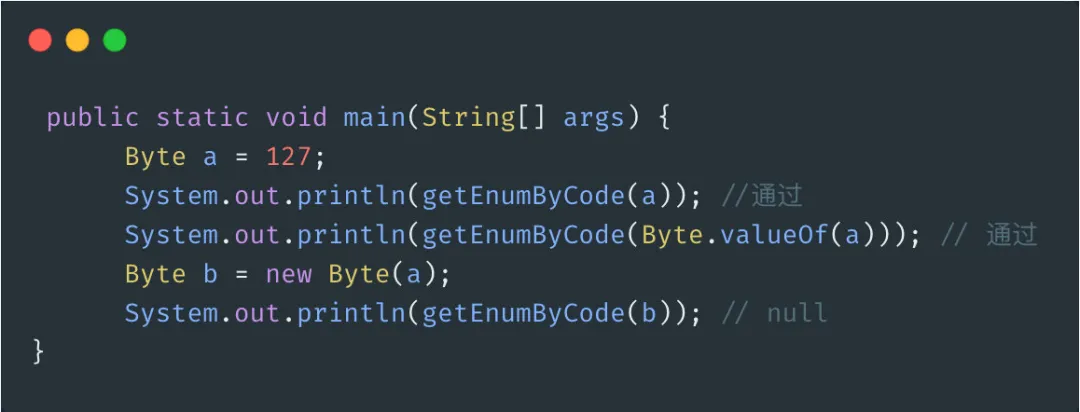 public static void main(String[] args) {
Byte a = 127;
System.out.println(getEnumByCode(a)); //通过
System.out.println(getEnumByCode(Byte.valueOf(a))); // 通过
Byte b = new Byte(a);
System.out.println(getEnumByCode(b)); // null
}